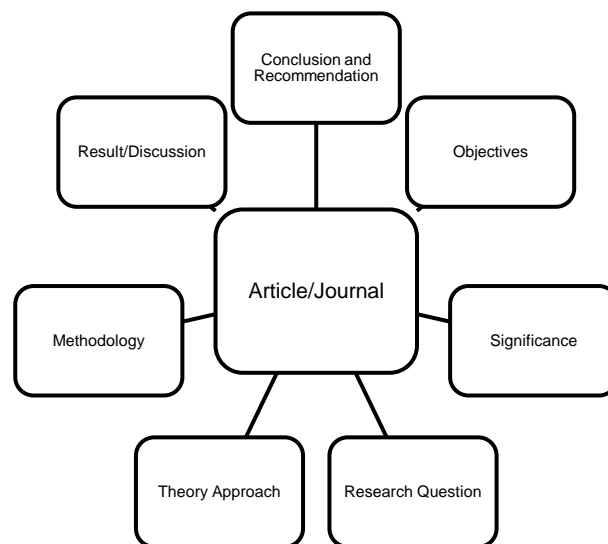 Conclusion and
Recommendation
Result/Discussion
Objectives
Article/Journal
Methodology
Significance
Theory Approach
Research Question